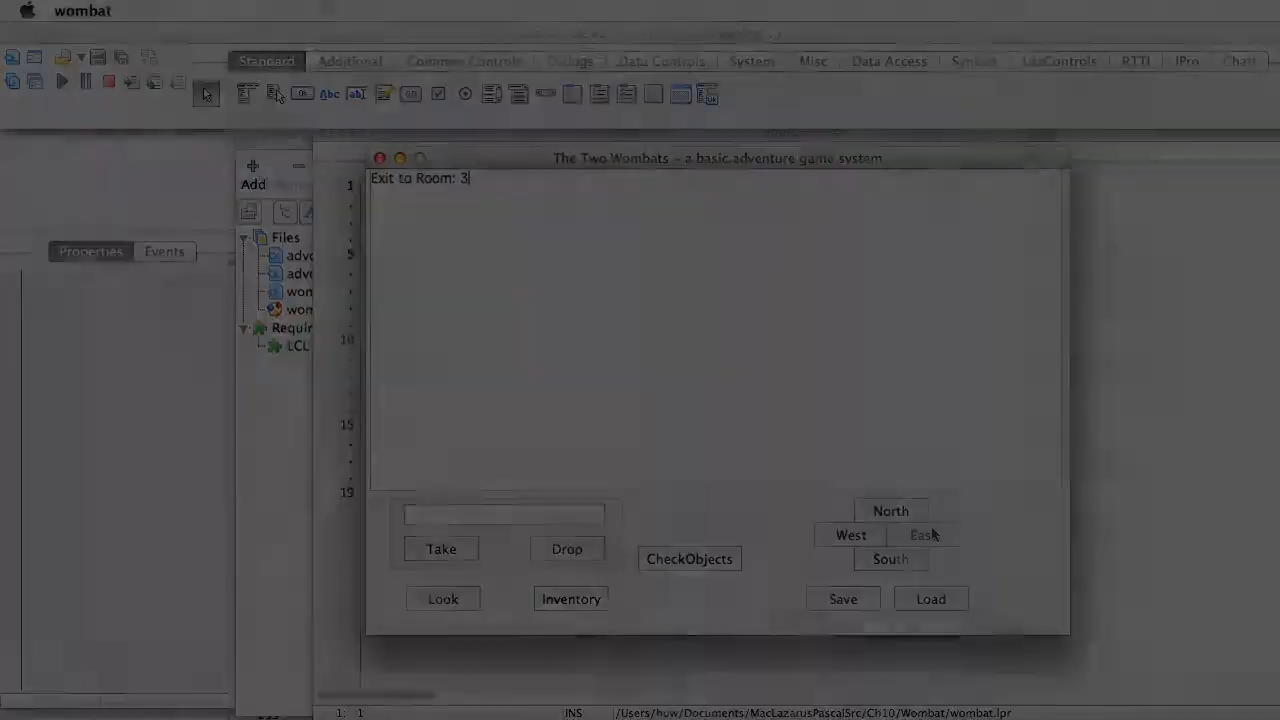 wombat
Standard Additional Common Controls Dialogs Data Controls System Misc Data Access RTTI IPro Chart
Abc
The Two Wombats - a basic adventure game system
Add
Exit to Room: 3
1
Files
Properties Events
5
Requir
10
LCL
15
19
North
West East
Take Drop CheckObjects South
Look Inventory Save Load
1: 1 INS /Users/huw/Documents/MacLazarusPascalSrc/Ch10/Wombat/wombat.lpr